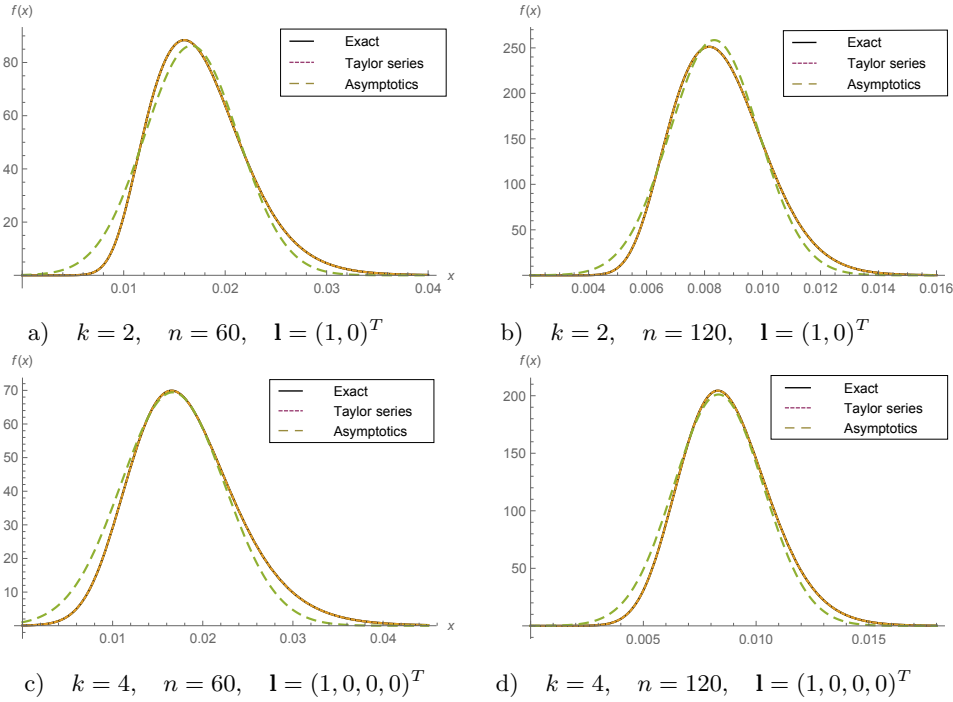 f(x)
Exact
Taylor series
Asymptotics
80
60
40
20
0.01 0.02 0.03 0.04 x
a) k = 2, n = 60, l = (1, 0)^T
f(x)
Exact
Taylor series
Asymptotics
250
200
150
100
50
0.004 0.006 0.008 0.010 0.012 0.014 0.016 x
b) k = 2, n = 120, l = (1, 0)^T
f(x)
Exact
Taylor series
Asymptotics
70
60
50
40
30
20
10
0.01 0.02 0.03 0.04 x
c) k = 4, n = 60, l = (1, 0, 0, 0)^T
f(x)
Exact
Taylor series
Asymptotics
200
150
100
50
0.005 0.010 0.015 x
d) k = 4, n = 120, l = (1, 0, 0, 0)^T